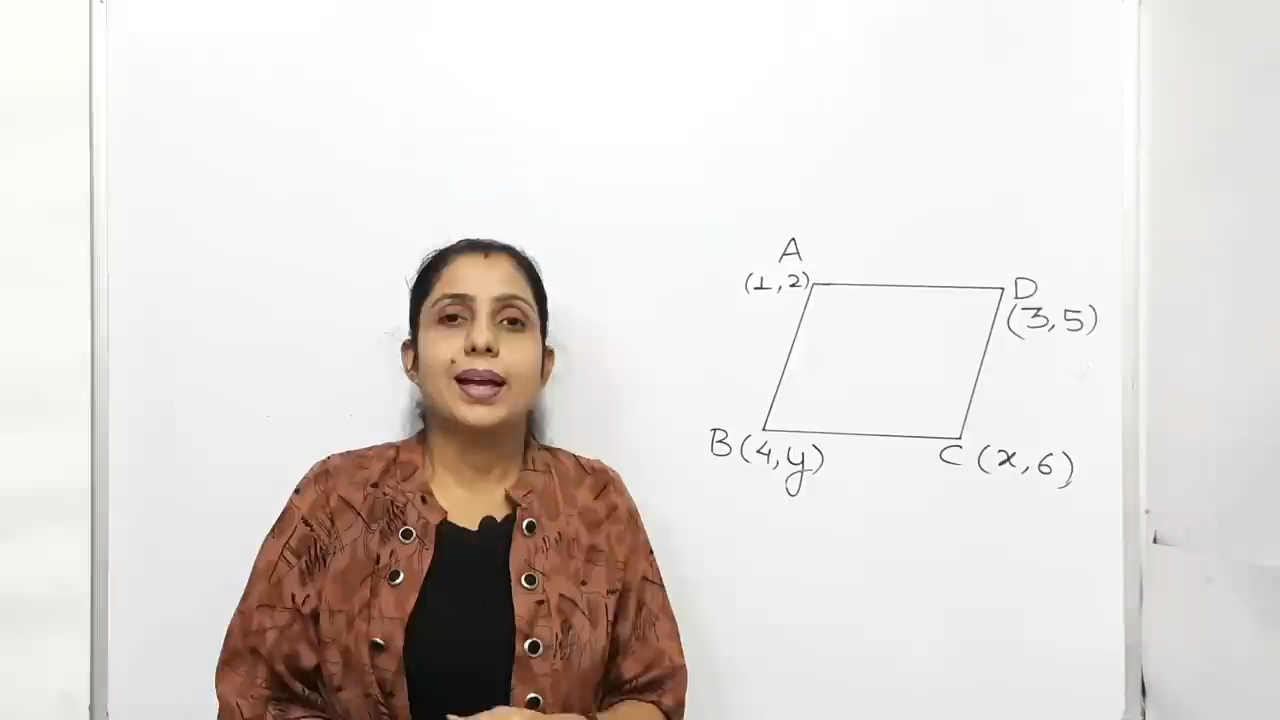 A
(1,2)
D
(3,5)
B(4,y)
C(x,6)